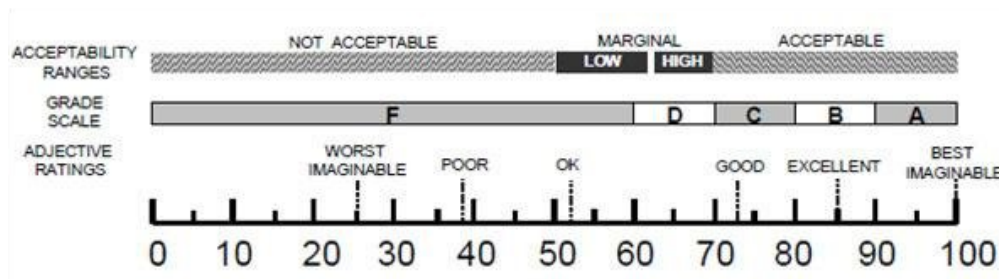 NOT ACCEPTABLE MARGINAL ACCEPTABLE
ACCEPTABILITY RANGES
LOW HIGH
GRADE SCALE
F D C B A
ADJECTIVE RATINGS
WORST IMAGINABLE
POOR
OK
GOOD
EXCELLENT
BEST IMAGINABLE
0 10 20 30 40 50 60 70 80 90 100